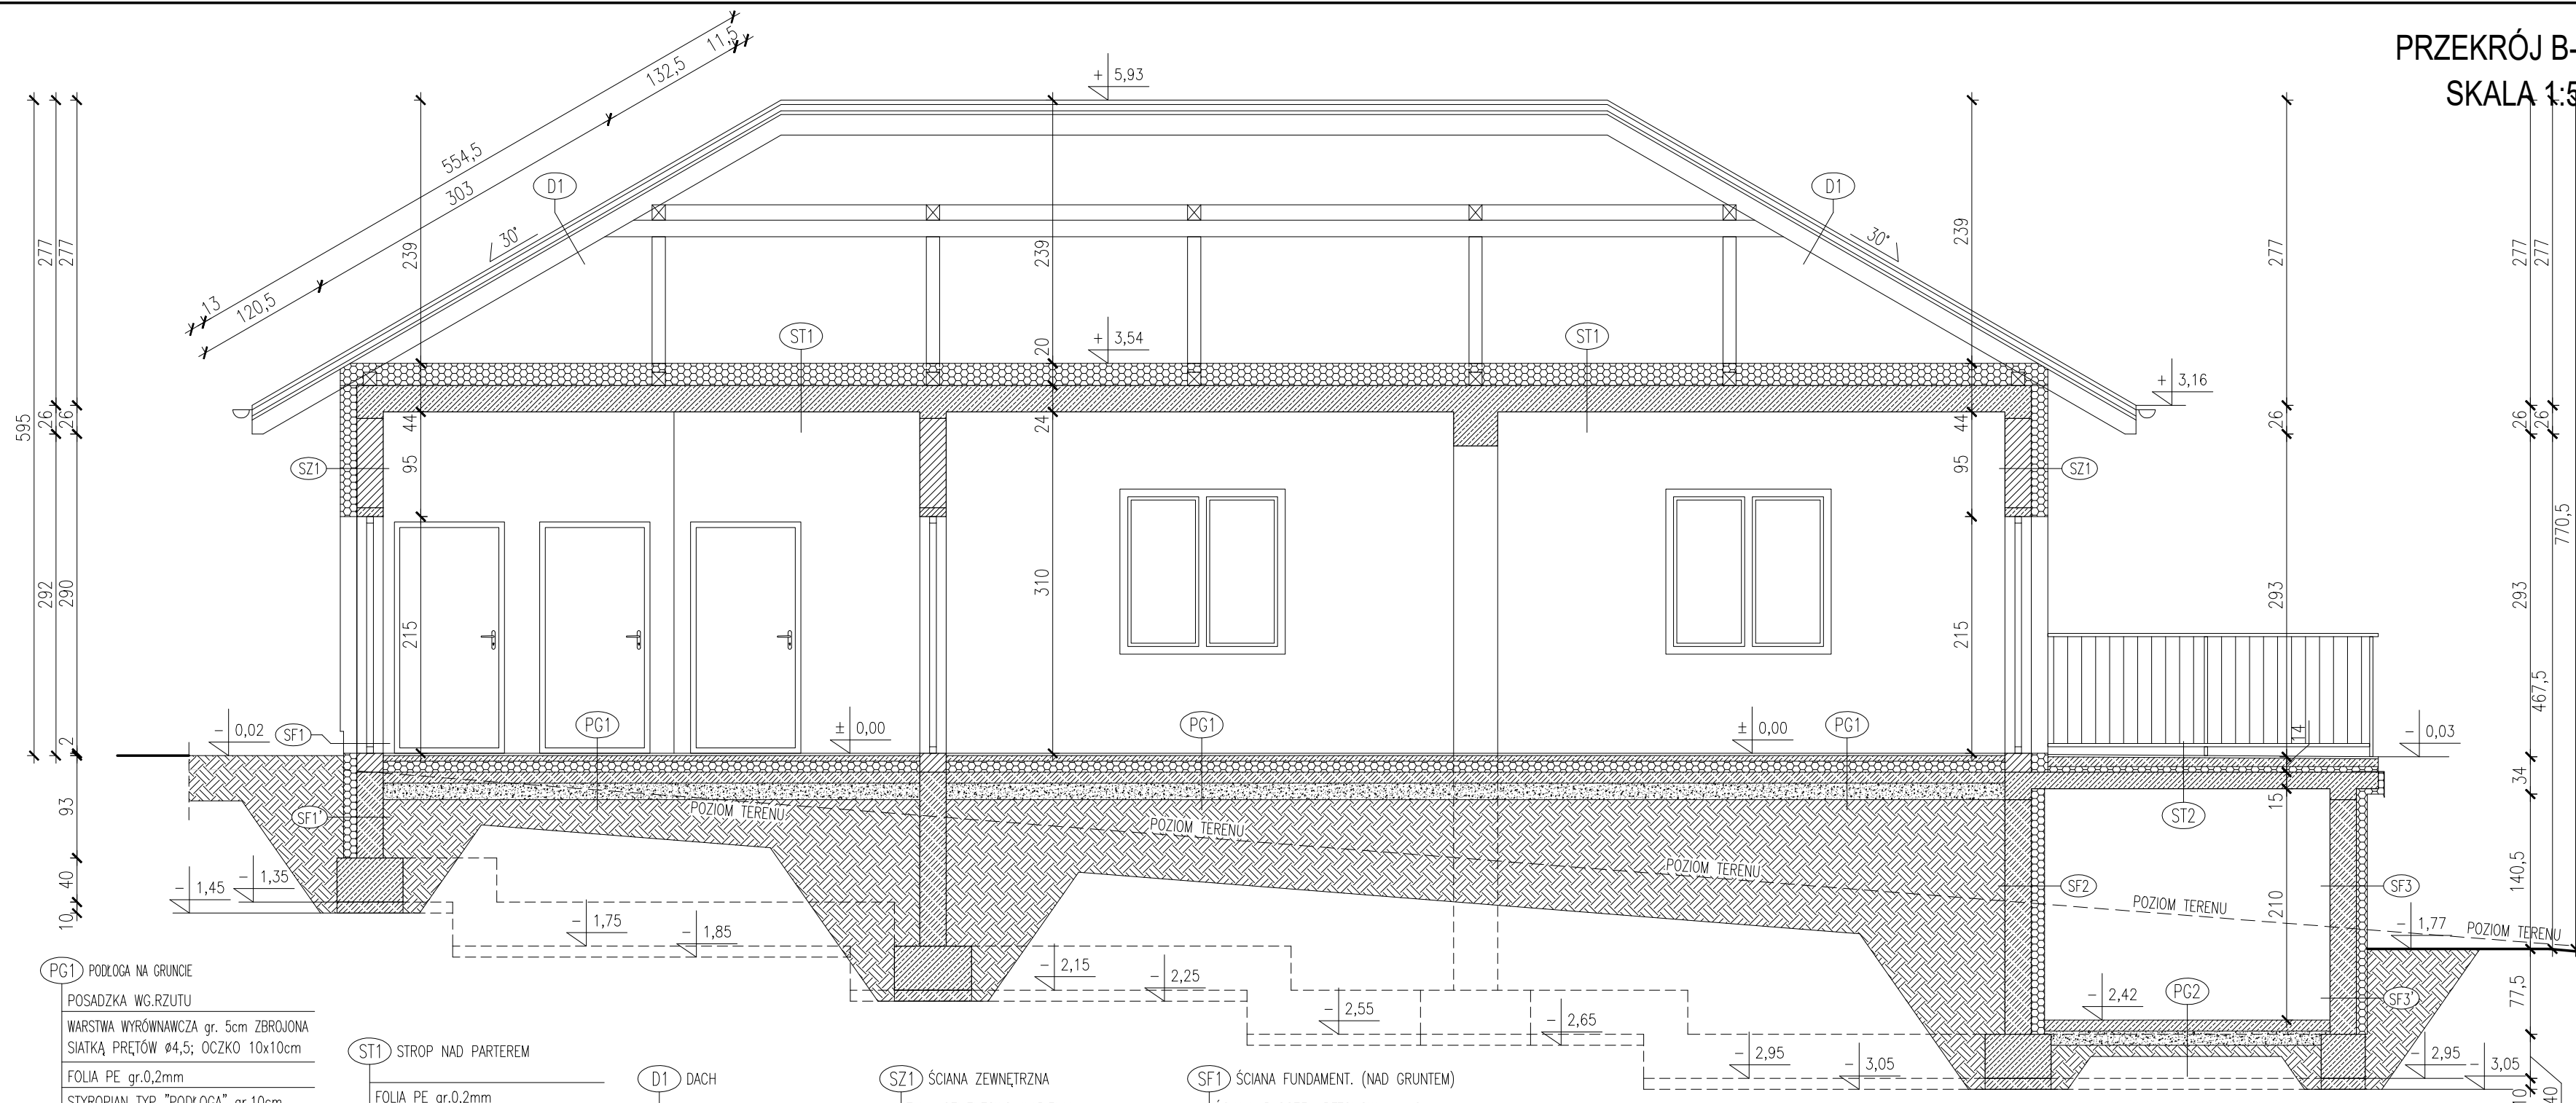 PRZEKRÓJ B-
SKALA 1:5
11,5
132,5
554,5
303
13
120,5
30°
D1
+ 5,93
D1
30°
277
277
239
239
239
277
277
277
ST1
20
+ 3,54
ST1
+ 3,16
595
26
26
44
24
44
26
26
26
SZ1
95
95
SZ1
770,5
292
290
215
310
215
293
293
467,5
- 0,02
SF1
PG1
± 0,00
PG1
± 0,00
PG1
14
- 0,03
2
93
SF1'
POZIOM TERENU
POZIOM TERENU
POZIOM TERENU
15
ST2
34
40
- 1,35
- 1,45
SF2
210
SF3
140,5
POZIOM TERENU
10
- 1,75
- 1,85
- 1,77
POZIOM TERENU
- 2,15
- 2,25
- 2,42
PG2
SF3'
77,5
- 2,55
- 2,65
- 2,95
- 3,05
- 2,95
- 3,05
10
40
PG1 PODŁOGA NA GRUNCIE
POSADZKA WG.RZUTU
WARSTWA WYRÓWNAWCZA gr. 5cm ZBROJONA
SIATKĄ PRĘTÓW ø4,5; OCZKO 10x10cm
FOLIA PE gr.0,2mm
STYROPIAN TYP "PODŁOGA" gr.10cm
ST1 STROP NAD PARTEREM
FOLIA PE gr.0,2mm
D1 DACH
SZ1 ŚCIANA ZEWNĘTRZNA
SF1 ŚCIANA FUNDAMENT. (NAD GRUNTEM)